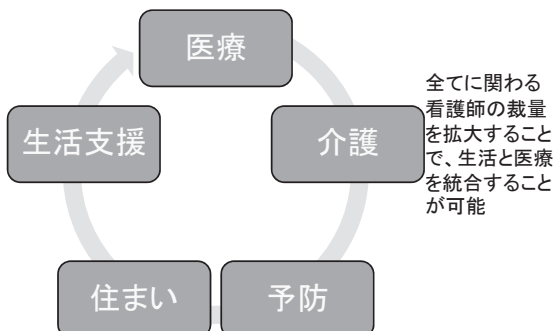 医療
介護
予防
住まい
生活支援
全てに関わる
看護師の裁量
を拡大すること
で、生活と医療
を統合すること
が可能